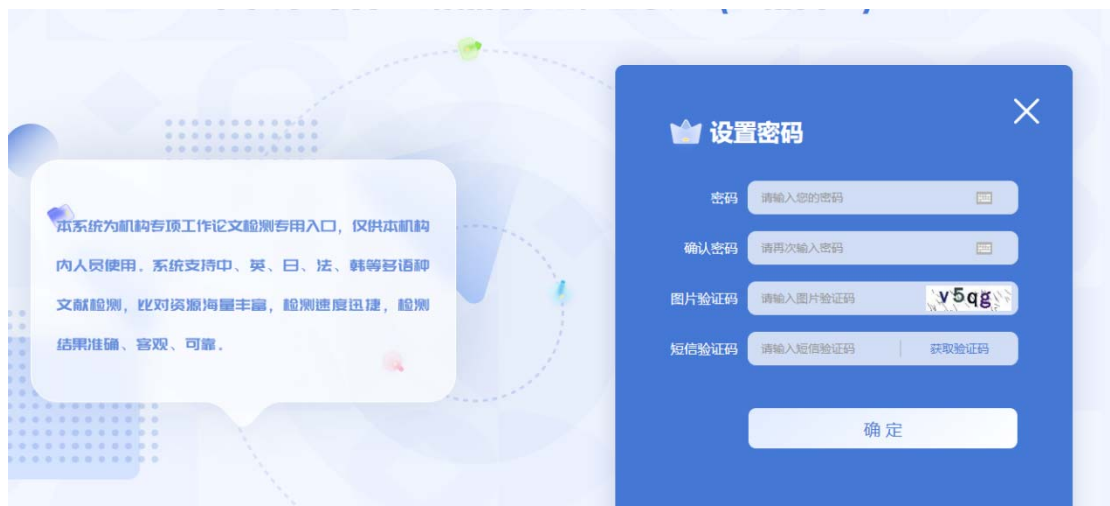 设置密码
密码 请输入您的密码
确认密码 请再次输入密码
图片验证码 请输入图片验证码 v5qg
短信验证码 请输入短信验证码 获取验证码
确定
本系统为机构专项工作论文检测专用入口，仅供本机构
内人员使用．系统支持中、英、日、法、韩等多语种
文献检测，比对资源海量丰富，检测速度迅捷，检测
结果准确、客观、可靠．